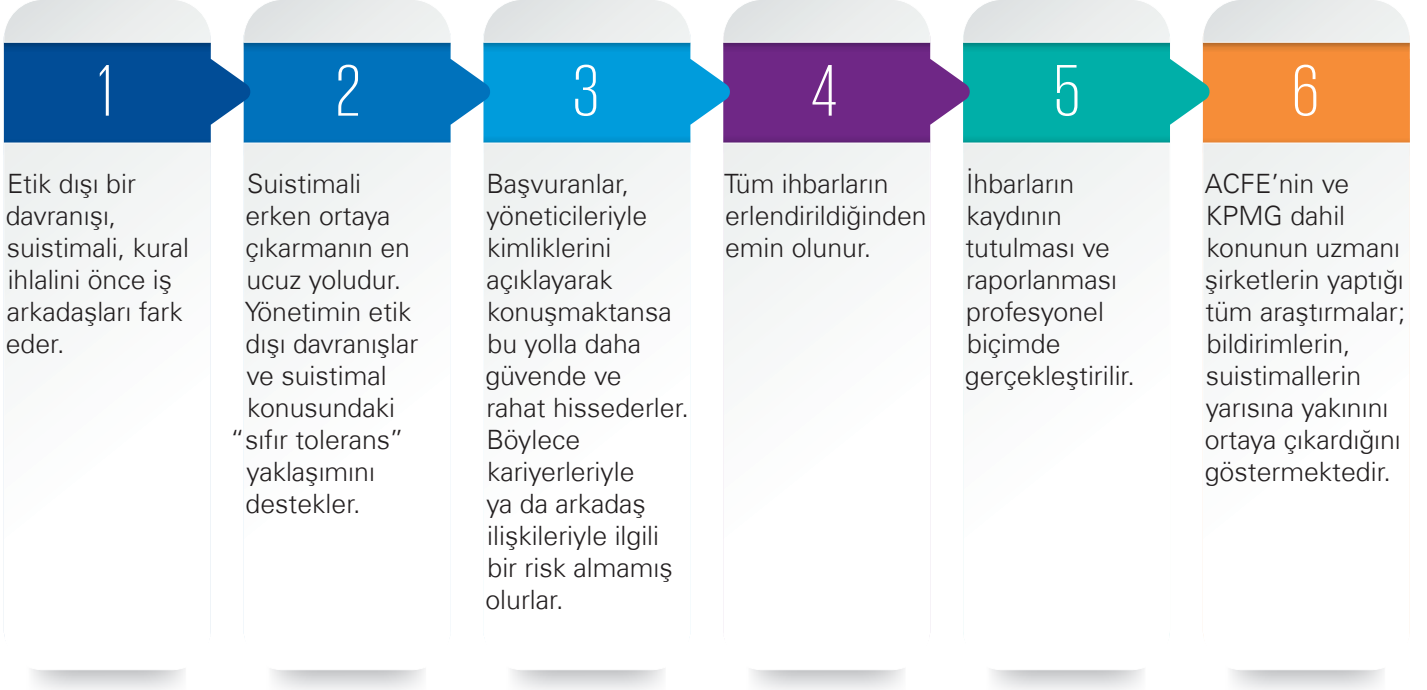 1
Etik dışı bir
davranışı,
suistimali, kural
ihlalini önce iş
arkadaşları fark
eder.
2
Suistimali
erken ortaya
çıkarmanın en
ucuz yoludur.
Yönetimin etik
dışı davranışlar
ve suistimal
konusundaki
“sıfır tolerans”
yaklaşımını
destekler.
3
Başvuranlar,
yöneticileriyle
kimliklerini
açıklayarak
konuşmaktansa
bu yolla daha
güvende ve
rahat hissederler.
Böylece
kariyerleriyle
ya da arkadaş
ilişkileriyle ilgili
bir risk almamış
olurlar.
4
Tüm ihbarların
erlendirildiğinden
emin olunur.
5
İhbarların
kaydının
tutulması ve
raporlanması
profesyonel
biçimde
gerçekleştirilir.
6
ACFE’nin ve
KPMG dahil
konunun uzmanı
şirketlerin yaptığı
tüm araştırmalar;
bildirimlerin,
suistimallerin
yarısına yakınını
ortaya çıkardığını
göstermektedir.